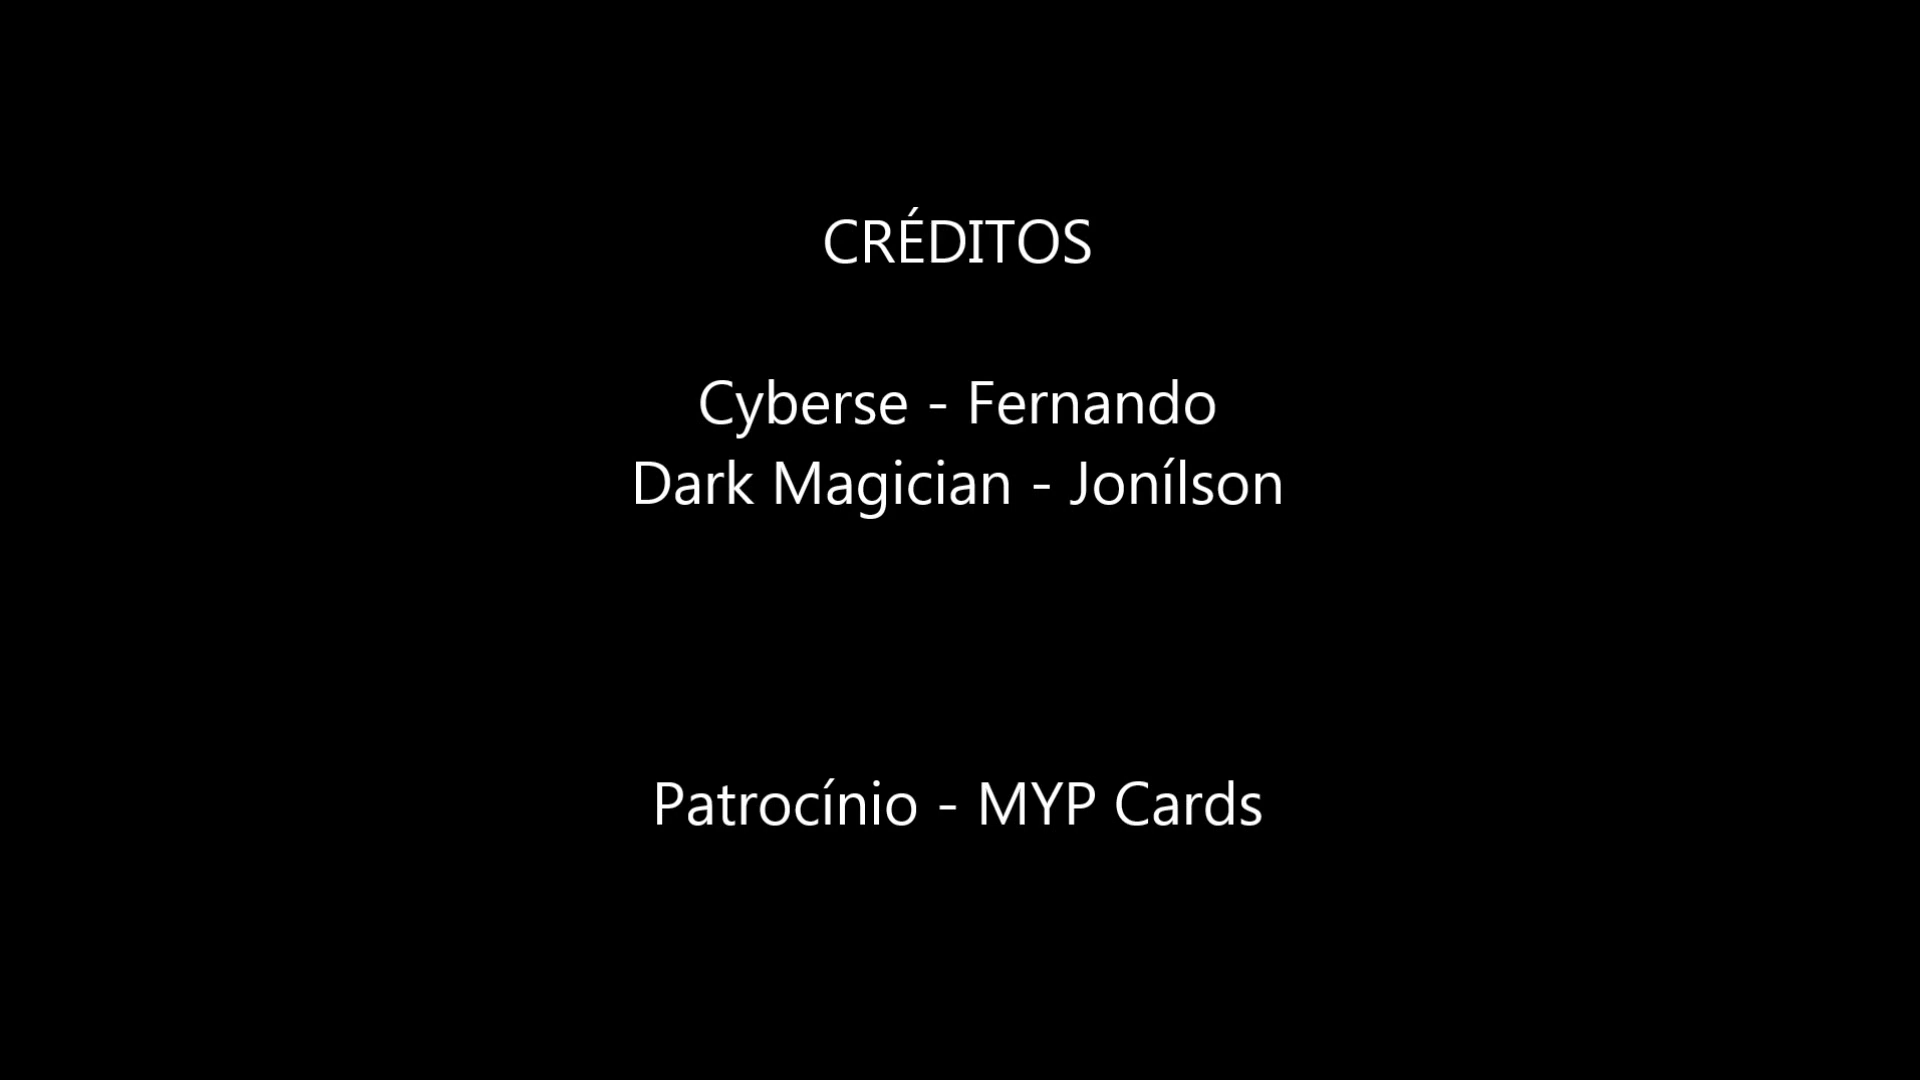 CRÉDITOS
Cyberse - Fernando
Dark Magician - Jonílson
Patrocínio - MYP Cards